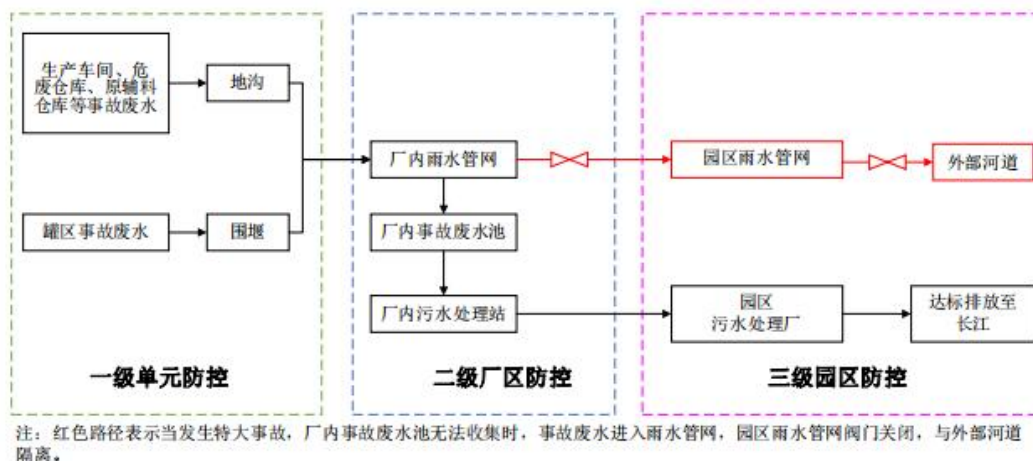 生产车间、危
废仓库、原辅料
仓库等事故废水
地沟
罐区事故废水
围堰
一级单元防控
厂内雨水管网
厂内事故废水池
厂内污水处理站
二级厂区防控
园区雨水管网
外部河道
园区
污水处理厂
达标排放至
长江
三级园区防控
注：红色路径表示当发生特大事故，厂内事故废水池无法收集时，事故废水进入雨水管网，园区雨水管网阀门关闭，与外部河道
隔离。